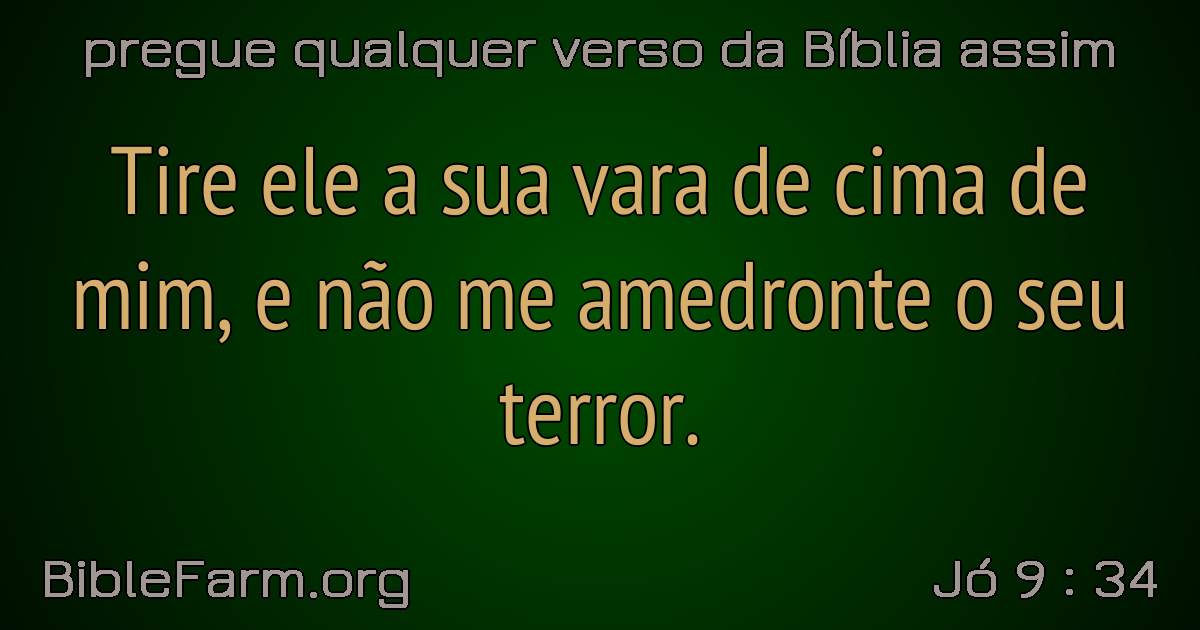 pregue qualquer verso da Bíblia assim
Tire ele a sua vara de cima de
mim, e não me amedronte o seu
terror.
BibleFarm.org
Jó 9 : 34